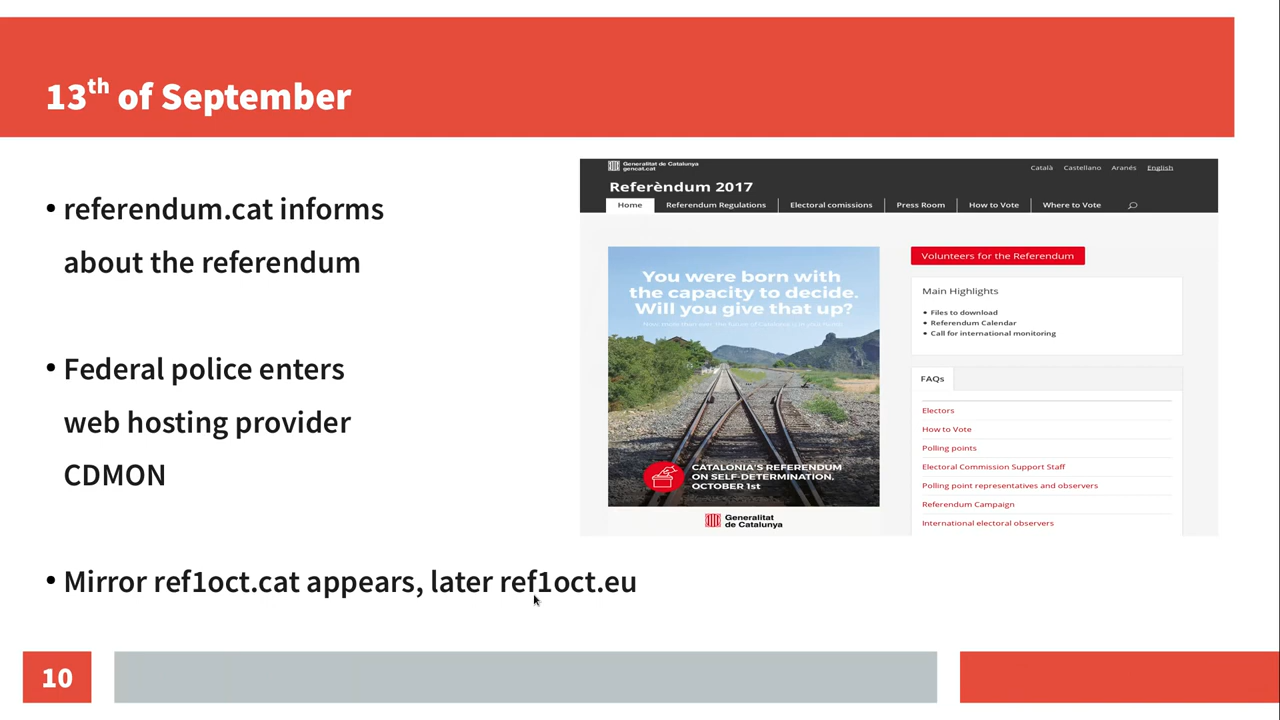 13th of September
• referendum.cat informs
about the referendum
• Federal police enters
web hosting provider
CDMON
• Mirror ref1oct.cat appears, later ref1oct.eu
Generalitat de Catalunya
gencat.cat
Català Castellano Aranés English
Referèndum 2017
Home Referendum Regulations Electoral comissions Press Room How to Vote Where to Vote
You were born with
the capacity to decide.
Will you give that up?
CATALONIA'S REFERENDUM
ON SELF-DETERMINATION.
OCTOBER 1st
Generalitat
de Catalunya
Volunteers for the Referendum
Main Highlights
• Files to download
• Referendum Calendar
• Call for international monitoring
FAQs
Electors
How to Vote
Polling points
Electoral Commission Support Staff
Polling point representatives and observers
Referendum Campaign
International electoral observers
10